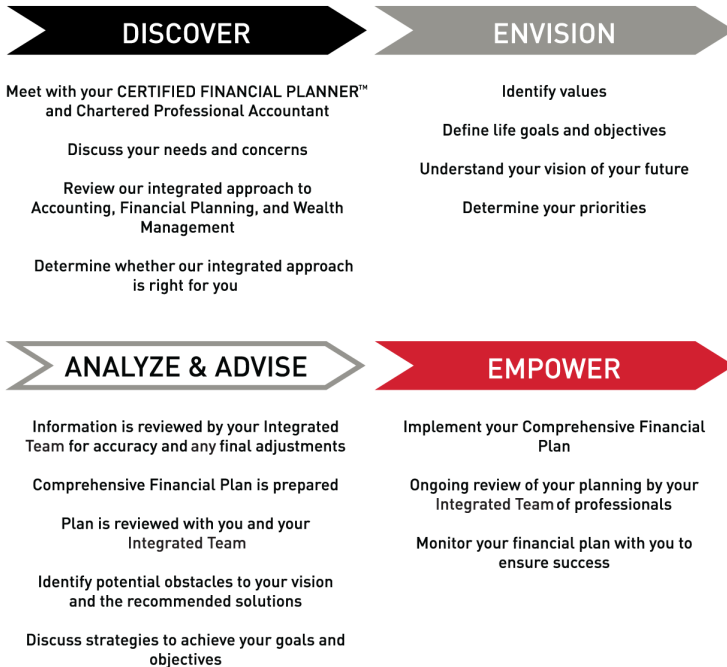 DISCOVER
Meet with your CERTIFIED FINANCIAL PLANNER™
and Chartered Professional Accountant
Discuss your needs and concerns
Review our integrated approach to
Accounting, Financial Planning, and Wealth
Management
Determine whether our integrated approach
is right for you
ENVISION
Identify values
Define life goals and objectives
Understand your vision of your future
Determine your priorities
ANALYZE & ADVISE
Information is reviewed by your Integrated
Team for accuracy and any final adjustments
Comprehensive Financial Plan is prepared
Plan is reviewed with you and your
Integrated Team
Identify potential obstacles to your vision
and the recommended solutions
Discuss strategies to achieve your goals and
objectives
EMPOWER
Implement your Comprehensive Financial
Plan
Ongoing review of your planning by your
Integrated Team of professionals
Monitor your financial plan with you to
ensure success